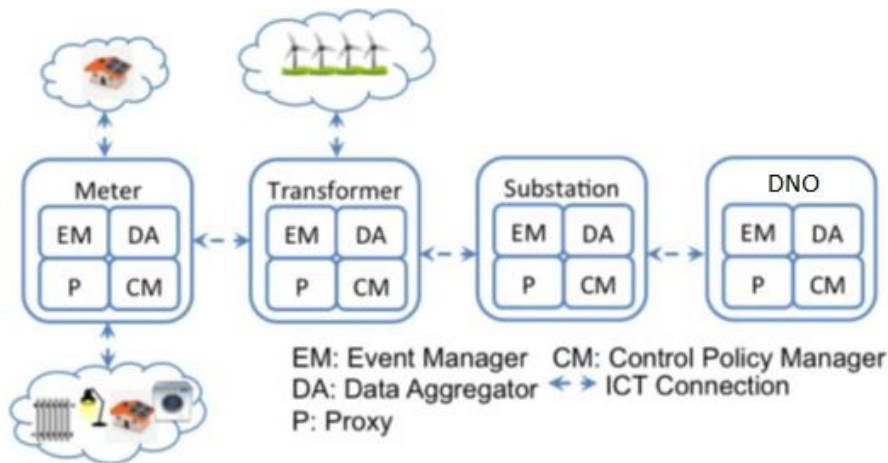 Meter
EM DA
P CM
Transformer
EM DA
P CM
Substation
EM DA
P CM
DNO
EM DA
P CM
EM: Event Manager CM: Control Policy Manager
DA: Data Aggregator ICT Connection
P: Proxy